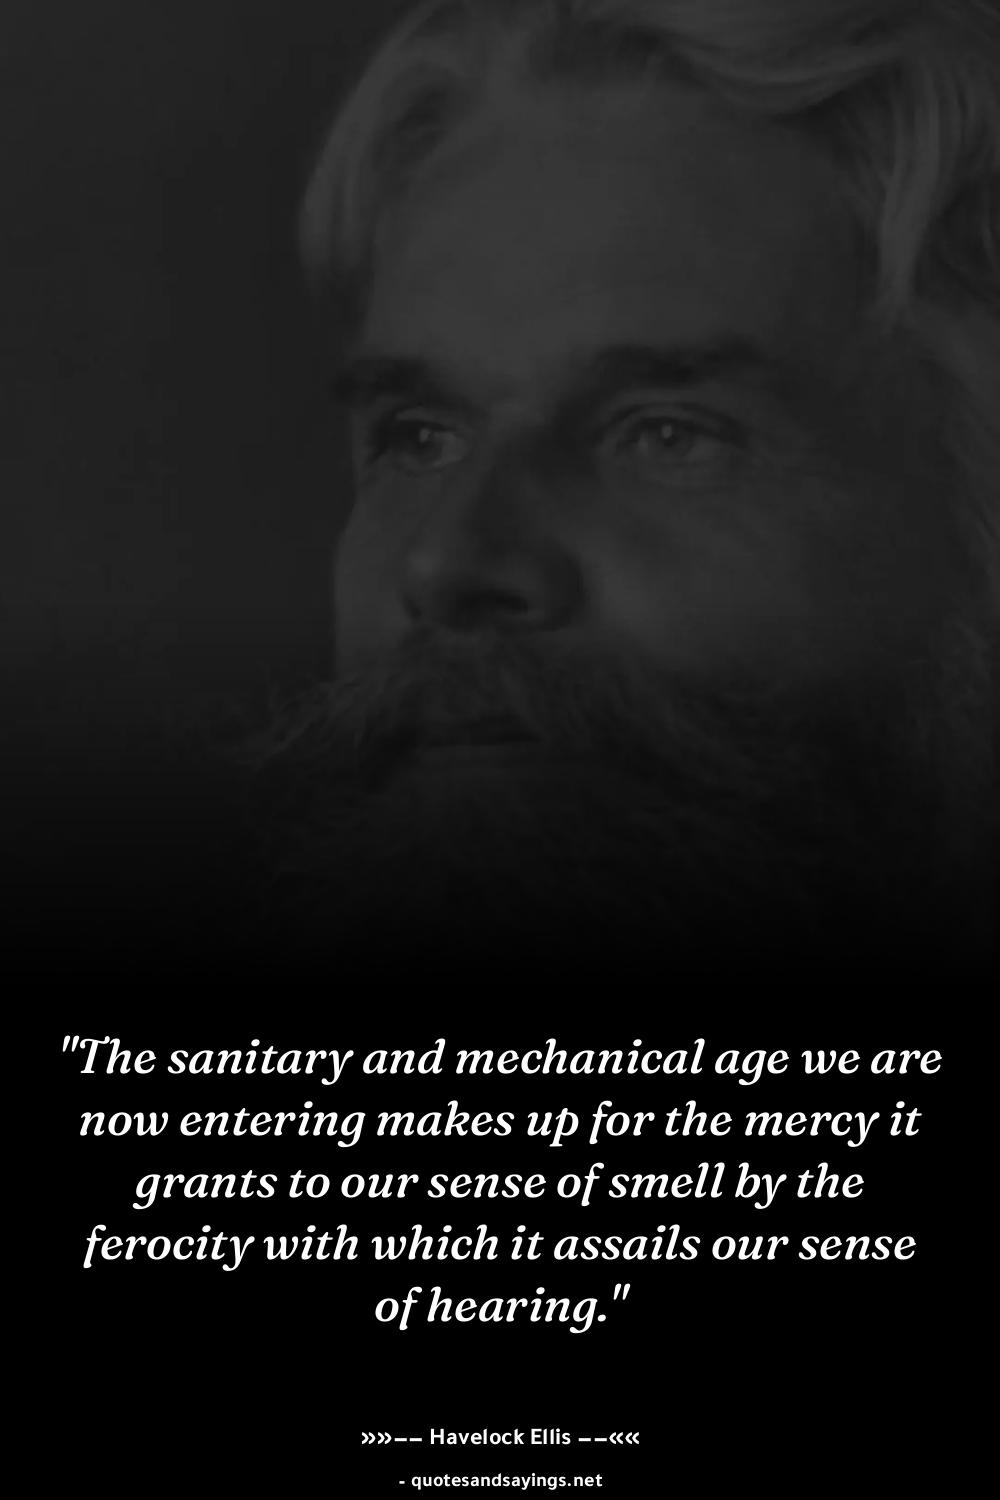 "The sanitary and mechanical age we are
now entering makes up for the mercy it
grants to our sense of smell by the
ferocity with which it assails our sense
of hearing."
»»–– Havelock Ellis ––««
- quotesandsayings.net